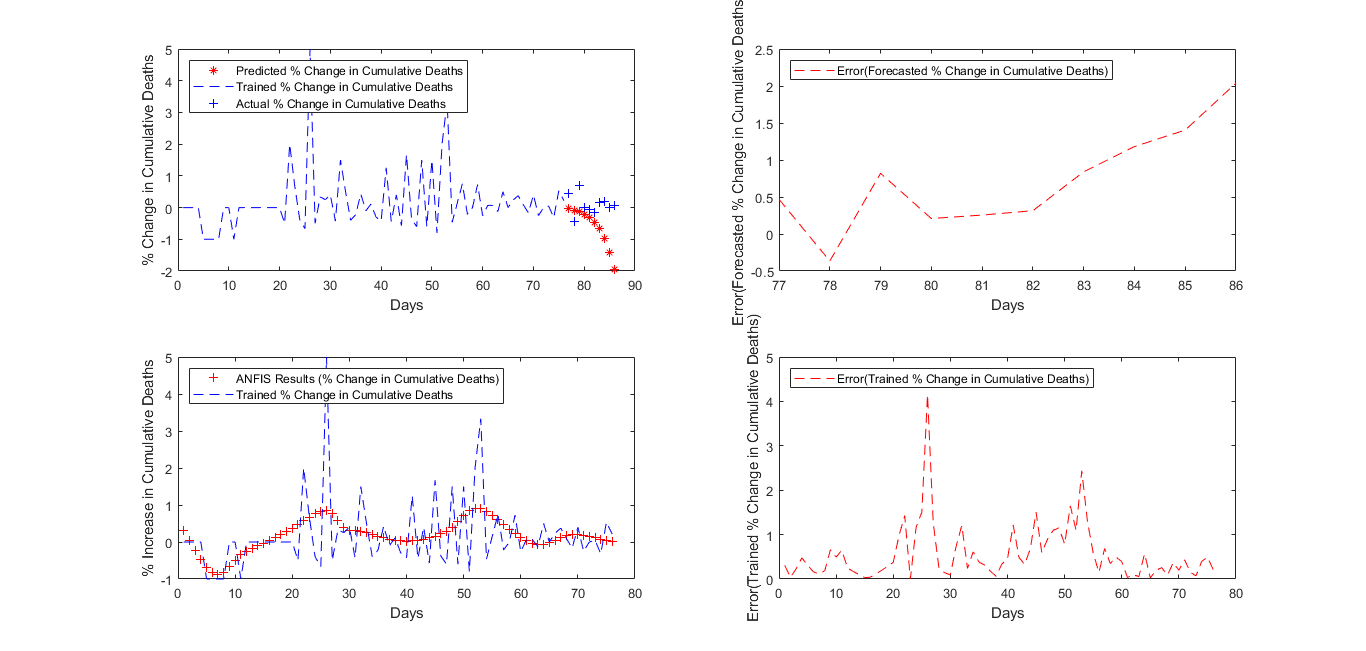 5
4
3
2
1
0
-1
-2
% Change in Cumulative Deaths
Predicted % Change in Cumulative Deaths
Trained % Change in Cumulative Deaths
Actual % Change in Cumulative Deaths
0 10 20 30 40 50 60 70 80 90
Days
2.5
2
1.5
1
0.5
0
-0.5
Error(Forecasted % Change in Cumulative Deaths)
Error(Forecasted % Change in Cumulative Deaths)
77 78 79 80 81 82 83 84 85 86
Days
5
4
3
2
1
0
-1
% Increase in Cumulative Deaths
ANFIS Results (% Change in Cumulative Deaths)
Trained % Change in Cumulative Deaths
0 10 20 30 40 50 60 70 80
Days
5
4
3
2
1
0
Error(Trained % Change in Cumulative Deaths)
Error(Trained % Change in Cumulative Deaths)
0 10 20 30 40 50 60 70 80
Days